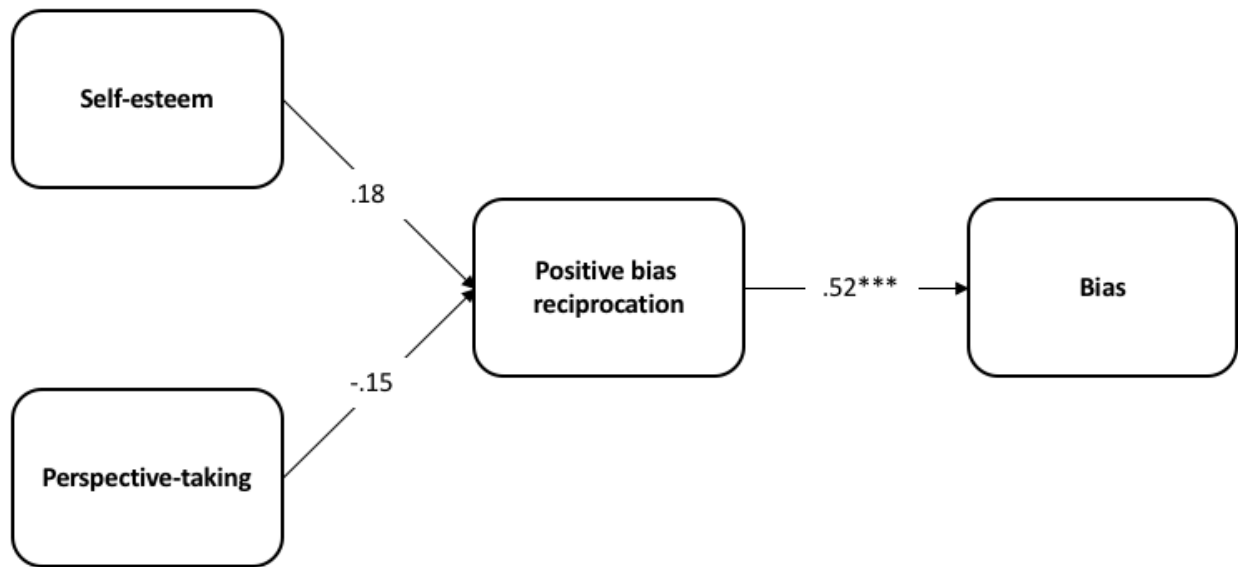 Self-esteem
.18
Positive bias
reciprocation
.52***
Bias
-.15
Perspective-taking